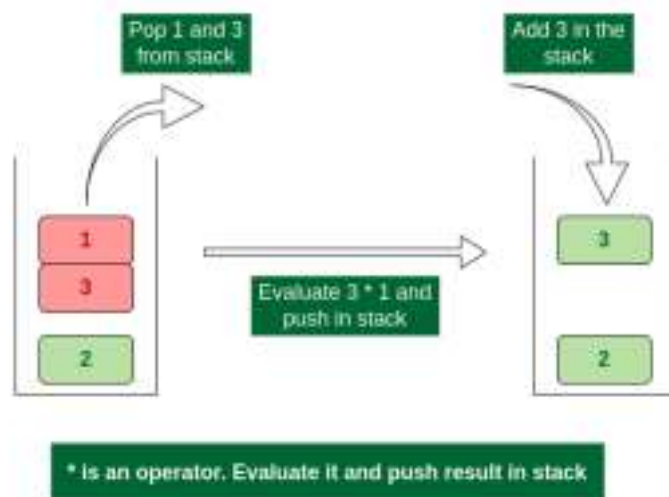 Pop 1 and 3
from stack
Add 3 in the
stack
1
3
2
Evaluate 3 * 1 and
push in stack
3
2
* is an operator. Evaluate it and push result in stack